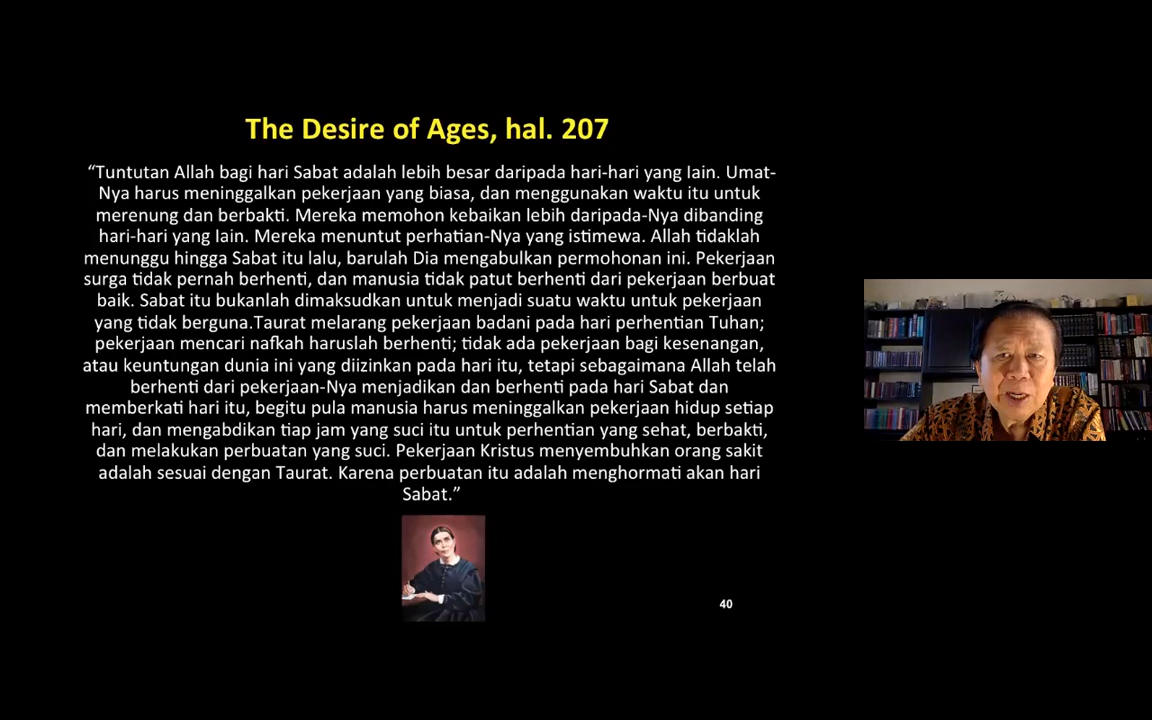 The Desire of Ages, hal. 207
“Tuntutan Allah bagi hari Sabat adalah lebih besar daripada hari-hari yang lain. Umat-
Nya harus meninggalkan pekerjaan yang biasa, dan menggunakan waktu itu untuk
merenung dan berbakti. Mereka memohon kebaikan lebih daripada-Nya dibanding
hari-hari yang lain. Mereka menuntut perhatian-Nya yang istimewa. Allah tidaklah
menunggu hingga Sabat itu lalu, barulah Dia mengabulkan permohonan ini. Pekerjaan
surga tidak pernah berhenti, dan manusia tidak patut berhenti dari pekerjaan berbuat
baik. Sabat itu bukanlah dimaksudkan untuk menjadi suatu waktu untuk pekerjaan
yang tidak berguna.Taurat melarang pekerjaan badani pada hari perhentian Tuhan;
pekerjaan mencari nafkah haruslah berhenti; tidak ada pekerjaan bagi kesenangan,
atau keuntungan dunia ini yang diizinkan pada hari itu, tetapi sebagaimana Allah telah
berhenti dari pekerjaan-Nya menjadikan dan berhenti pada hari Sabat dan
memberkati hari itu, begitu pula manusia harus meninggalkan pekerjaan hidup setiap
hari, dan mengabdikan tiap jam yang suci itu untuk perhentian yang sehat, berbakti,
dan melakukan perbuatan yang suci. Pekerjaan Kristus menyembuhkan orang sakit
adalah sesuai dengan Taurat. Karena perbuatan itu adalah menghormati akan hari
Sabat.”
40